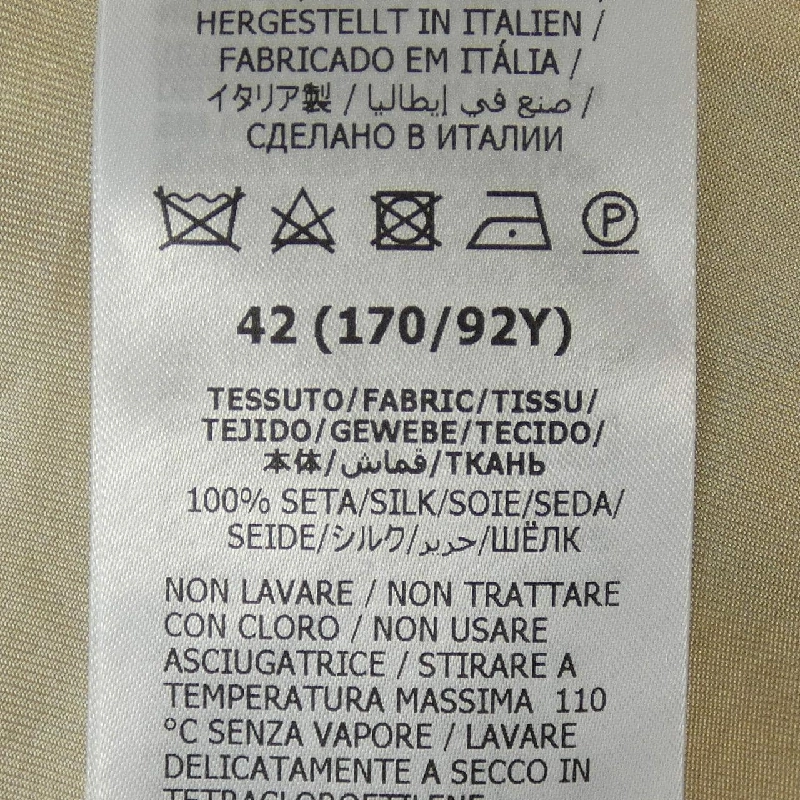 HERGESTELLT IN ITALIEN /
FABRICADO EM ITÁLIA /
イタリア製 / صنع في إيطاليا /
СДЕЛАНО В ИТАЛИИ
P
42 (170/92Y)
TESSUTO/FABRIC/TISSU/
TEJIDO/GEWEBE/TECIDO/
本体/قماش/ТКАНЬ
100% SETA/SILK/SOIE/SEDA/
SEIDE/シルク/حرير/ШЁЛК
NON LAVARE / NON TRATTARE
CON CLORO / NON USARE
ASCIUGATRICE / STIRARE A
TEMPERATURA MASSIMA 110
°C SENZA VAPORE / LAVARE
DELICATAMENTE A SECCO IN
TETRACLOROETILENE